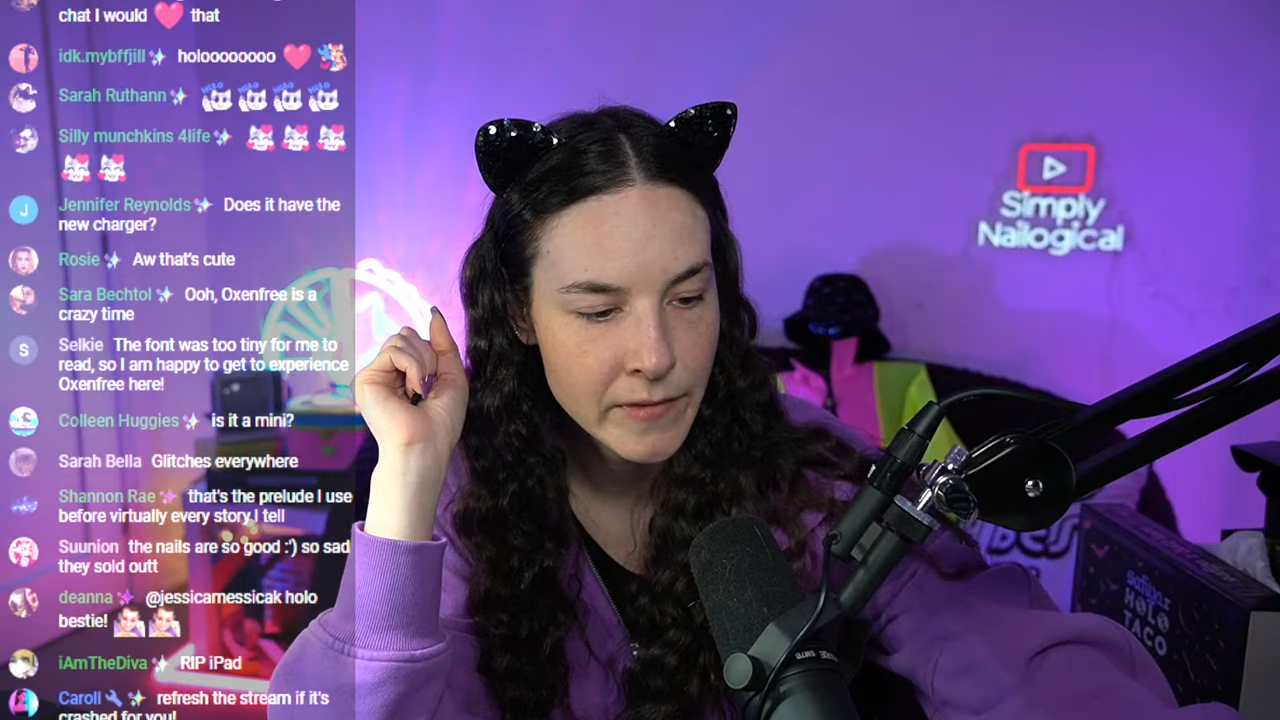 chat I would that
idk.mybffjill holoooooooo
Sarah Ruthann
Silly munchkins 4life
J Jennifer Reynolds Does it have the
new charger?
Rosie Aw that's cute
Sara Bechtol Ooh, Oxenfree is a
crazy time
Selkie The font was too tiny for me to
S
read, so I am happy to get to experience
Oxenfree here!
Colleen Huggies is it a mini?
Sarah Bella Glitches everywhere
Shannon Rae that's the prelude I use
before virtually every story I tell
Suunion the nails are so good :') so sad
they sold outt
deanna @jessicamessicak holo
bestie!
iAmTheDiva RIP iPad
Caroll refresh the stream if it's
crashed for you!
Simply
Nailogical
HOLO
TACO
SM7B